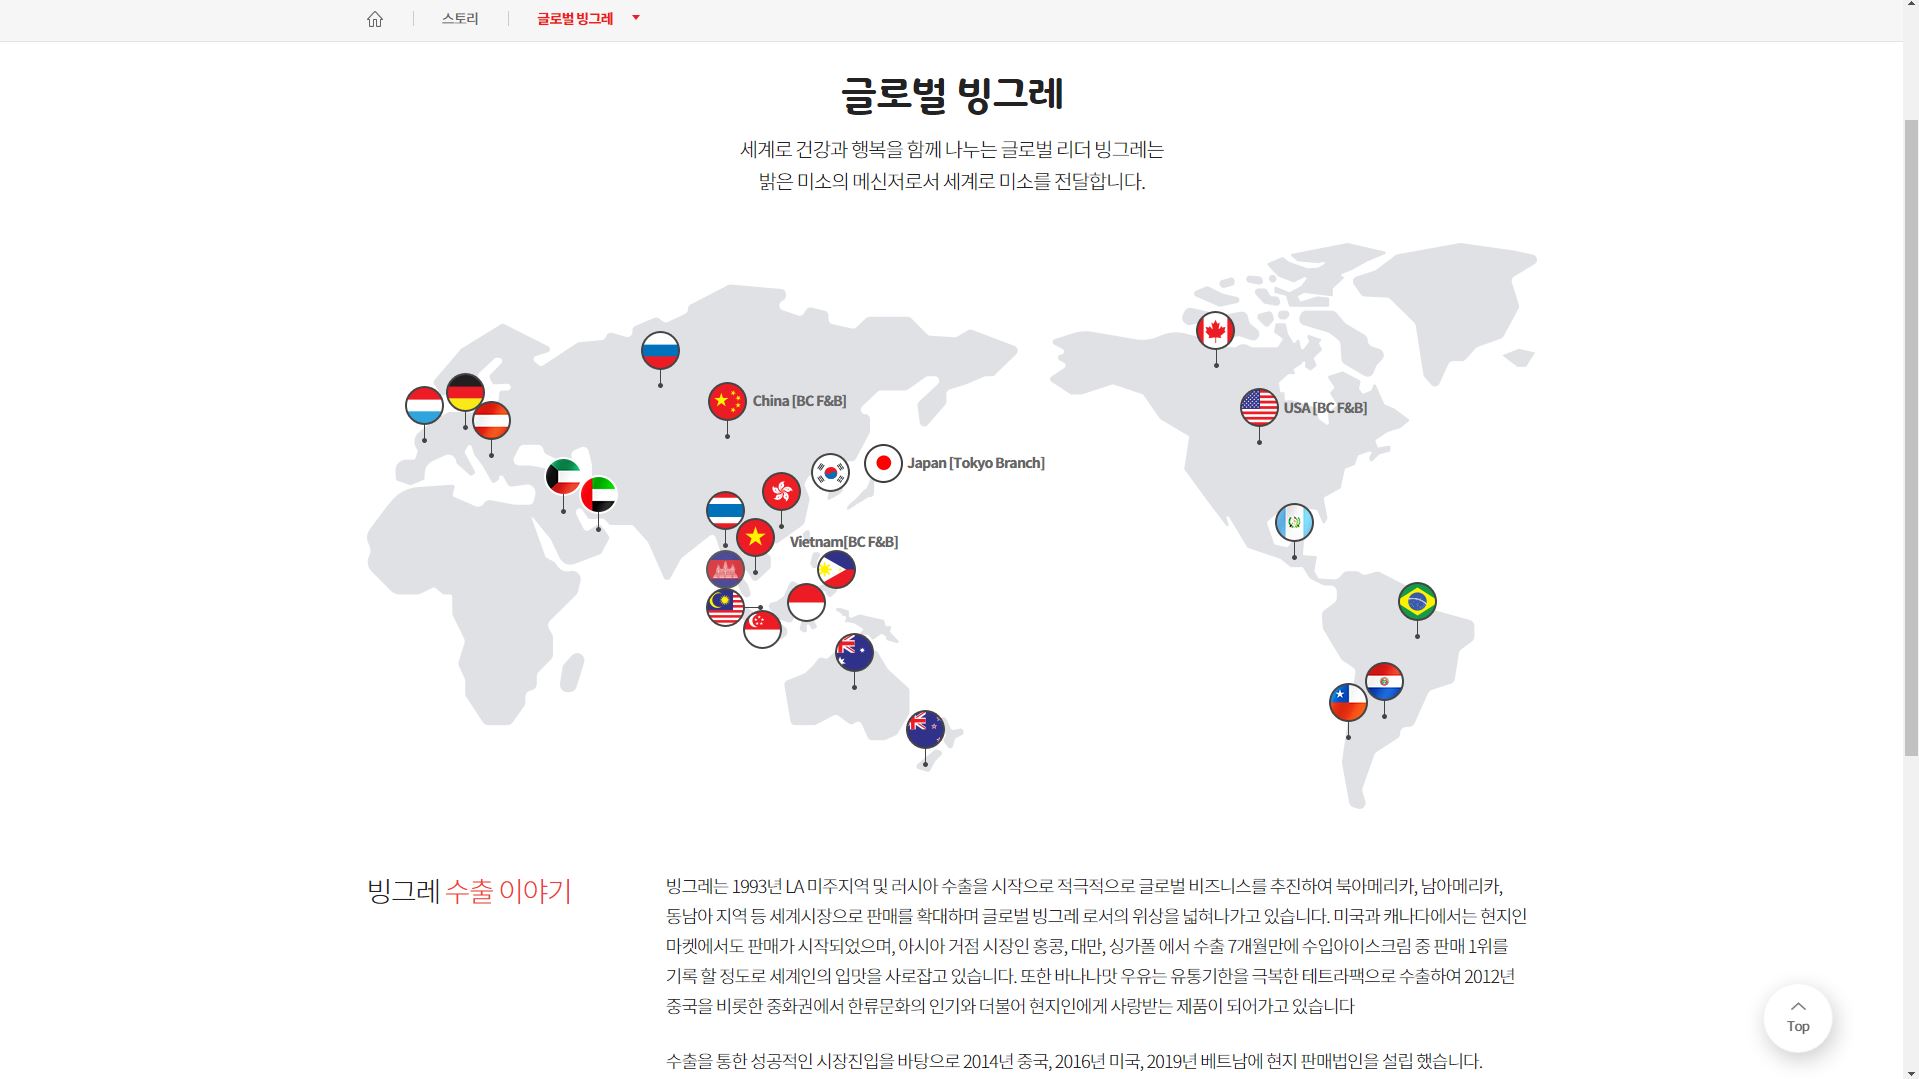 스토리
글로벌 빙그레
글로벌 빙그레
세계로 건강과 행복을 함께 나누는 글로벌 리더 빙그레는
밝은 미소의 메신저로서 세계로 미소를 전달합니다.
China [BC F&B]
USA [BC F&B]
Japan [Tokyo Branch]
Vietnam[BC F&B]
빙그레 수출 이야기
빙그레는 1993년 LA 미주지역 및 러시아 수출을 시작으로 적극적으로 글로벌 비즈니스를 추진하여 북아메리카, 남아메리카,
동남아 지역 등 세계시장으로 판매를 확대하며 글로벌 빙그레 로서의 위상을 넓혀나가고 있습니다. 미국과 캐나다에서는 현지인
마켓에서도 판매가 시작되었으며, 아시아 거점 시장인 홍콩, 대만, 싱가폴 에서 수출 7개월만에 수입아이스크림 중 판매 1위를
기록 할 정도로 세계인의 입맛을 사로잡고 있습니다. 또한 바나나맛 우유는 유통기한을 극복한 테트라팩으로 수출하여 2012년
중국을 비롯한 중화권에서 한류문화의 인기와 더불어 현지인에게 사랑받는 제품이 되어가고 있습니다
수출을 통한 성공적인 시장진입을 바탕으로 2014년 중국, 2016년 미국, 2019년 베트남에 현지 판매법인을 설립 했습니다.
Top